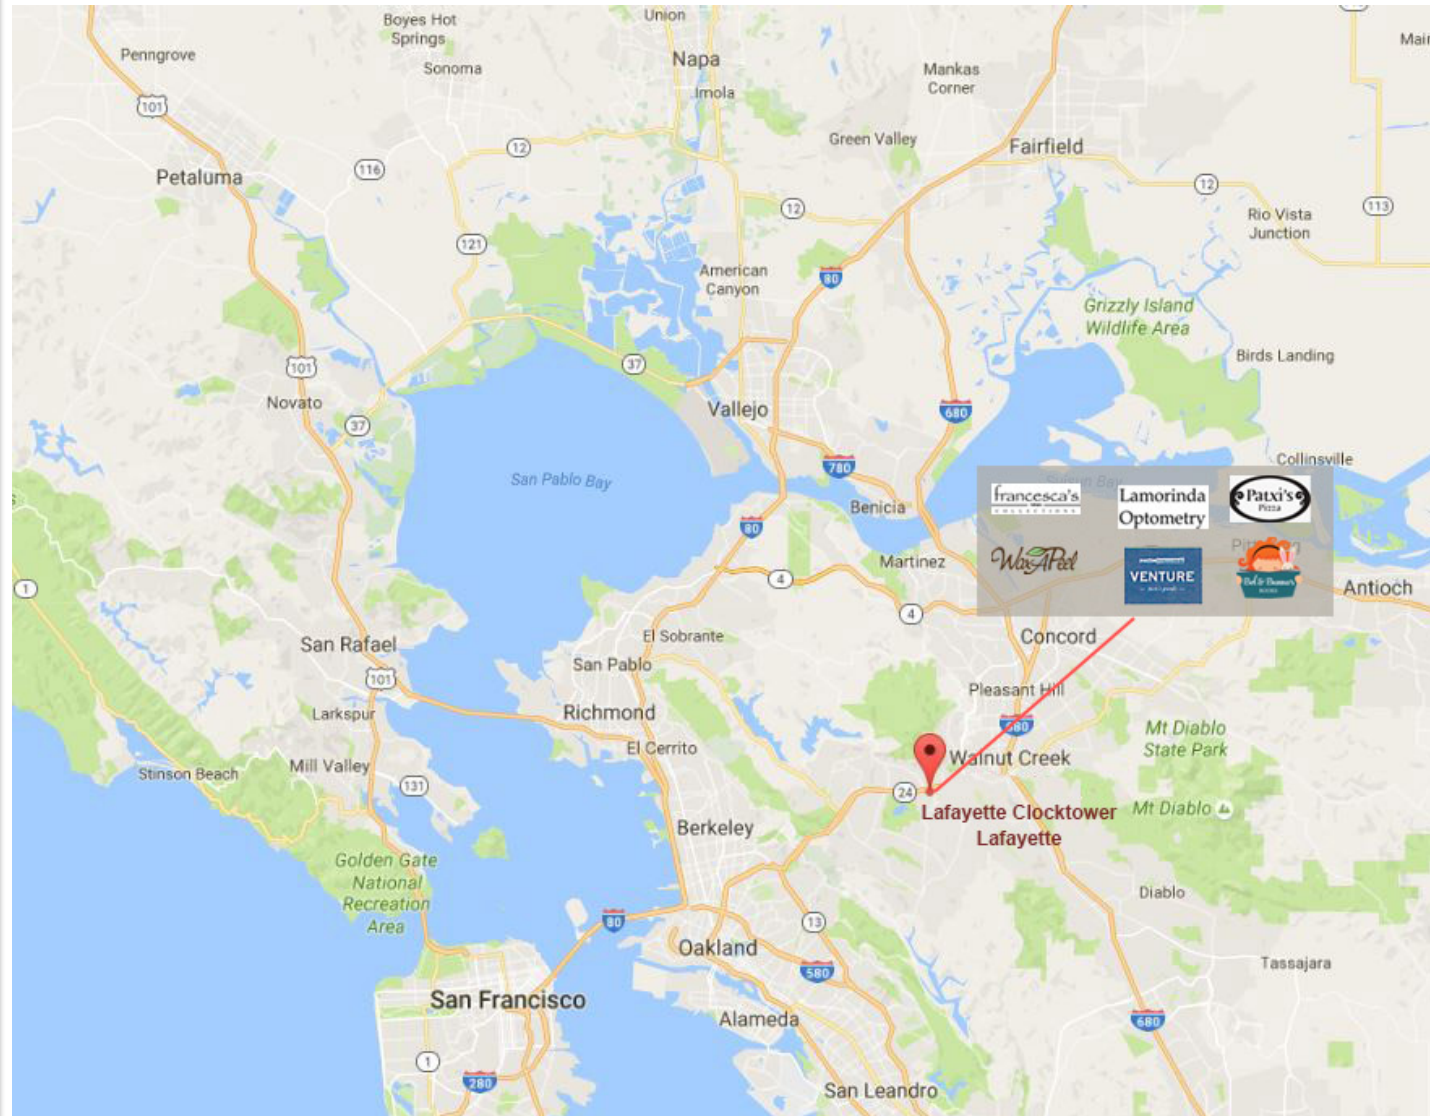 Union
Boyes Hot
Springs
Penngrove
Napa
Sonoma
Mankas
Corner
Imola
101
12
Green Valley
Fairfield
116
Petaluma
12
113
12
Rio Vista
Junction
121
American
Canyon
80
Grizzly Island
Wildlife Area
37
101
Birds Landing
Novato
Vallejo
680
37
Collinsville
780
San Pablo Bay
francesca's
COLLECTIONS
Lamorinda
Optometry
Patxi's
Pizza
Benicia
80
WaxAPeel
VENTURE
Martinez
4
1
Antioch
4
El Sobrante
Concord
San Rafael
San Pablo
101
Pleasant Hill
Larkspur
Richmond
680
Mt Diablo
State Park
El Cerrito
Walnut Creek
Stinson Beach
Mill Valley
131
24
Mt Diablo
Lafayette Clocktower
Lafayette
Berkeley
Golden Gate
National
Recreation
Area
Diablo
80
13
Oakland
580
Tassajara
San Francisco
Alameda
680
1
280
San Leandro